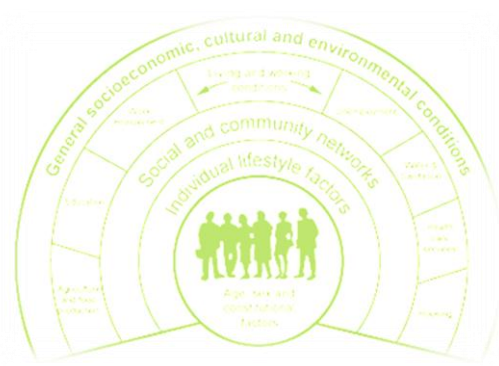 General socioeconomic, cultural and environmental conditions
Living and working
conditions
Work
environment
Unemployment
Social and community networks
Water &
sanitation
Individual lifestyle factors
Education
Health
care
services
Agriculture
and food
production
Housing
Age, sex and
constitutional
factors